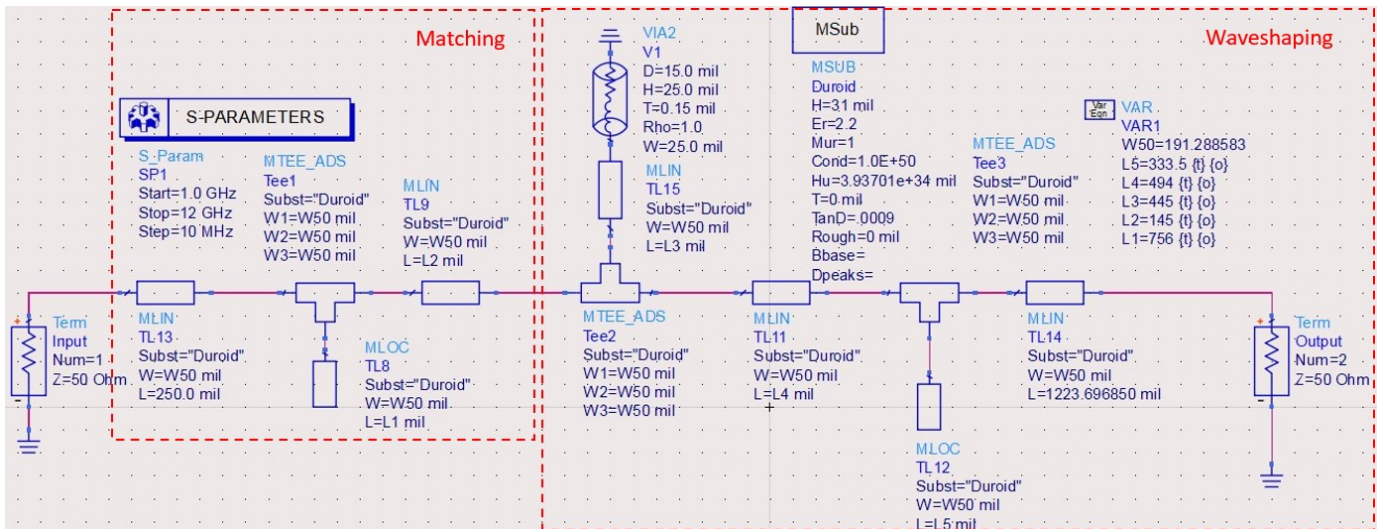 Matching
Waveshaping
S-PARAMETERS
S_Param
SP1
Start=1.0 GHz
Stop=12 GHz
Step=10 MHz
MTEE_ADS
Tee1
Subst="Duroid"
W1=W50 mil
W2=W50 mil
W3=W50 mil
MLIN
TL9
Subst="Duroid"
W=W50 mil
L=L2 mil
VIA2
V1
D=15.0 mil
H=25.0 mil
T=0.15 mil
Rho=1.0
W=25.0 mil
MLIN
TL15
Subst="Duroid"
W=W50 mil
L=L3 mil
MSub
MSUB
Duroid
H=31 mil
Er=2.2
Mur=1
Cond=1.0E+50
Hu=3.93701e+34 mil
T=0 mil
TanD=.0009
Rough=0 mil
Bbase=
Dpeaks=
MTEE_ADS
Tee3
Subst="Duroid"
W1=W50 mil
W2=W50 mil
W3=W50 mil
Var
Eqn
VAR
VAR1
W50=191.288583
L5=333.5 {t} {o}
L4=494 {t} {o}
L3=445 {t} {o}
L2=145 {t} {o}
L1=756 {t} {o}
Term
Input
Num=1
Z=50 Ohm
MLIN
TL13
Subst="Duroid"
W=W50 mil
L=250.0 mil
MLOC
TL8
Subst="Duroid"
W=W50 mil
L=L1 mil
MTEE_ADS
Tee2
Subst="Duroid"
W1=W50 mil
W2=W50 mil
W3=W50 mil
MLIN
TL11
Subst="Duroid"
W=W50 mil
L=L4 mil
MLOC
TL12
Subst="Duroid"
W=W50 mil
L=L5 mil
MLIN
TL14
Subst="Duroid"
W=W50 mil
L=1223.696850 mil
Term
Output
Num=2
Z=50 Ohm